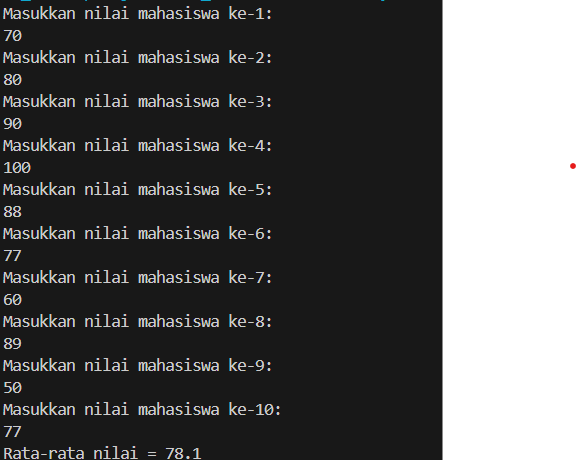 Masukkan nilai mahasiswa ke-1:
70
Masukkan nilai mahasiswa ke-2:
80
Masukkan nilai mahasiswa ke-3:
90
Masukkan nilai mahasiswa ke-4:
100
Masukkan nilai mahasiswa ke-5:
88
Masukkan nilai mahasiswa ke-6:
77
Masukkan nilai mahasiswa ke-7:
60
Masukkan nilai mahasiswa ke-8:
89
Masukkan nilai mahasiswa ke-9:
50
Masukkan nilai mahasiswa ke-10:
77
Rata-rata nilai = 78.1